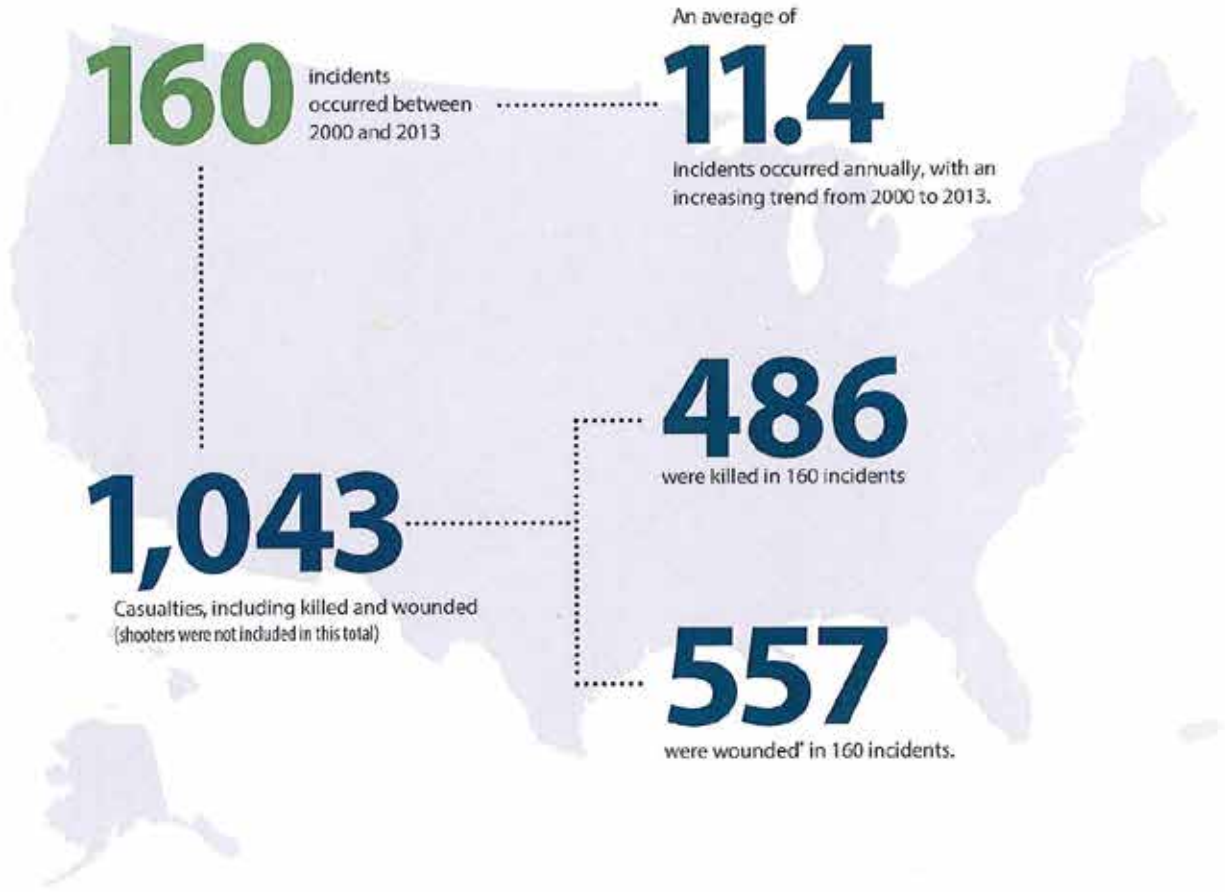 160
incidents
occurred between
2000 and 2013
An average of
11.4
incidents occurred annually, with an
increasing trend from 2000 to 2013.
1,043
Casualties, including killed and wounded
(shooters were not included in this total)
486
were killed in 160 incidents
557
were wounded* in 160 incidents.